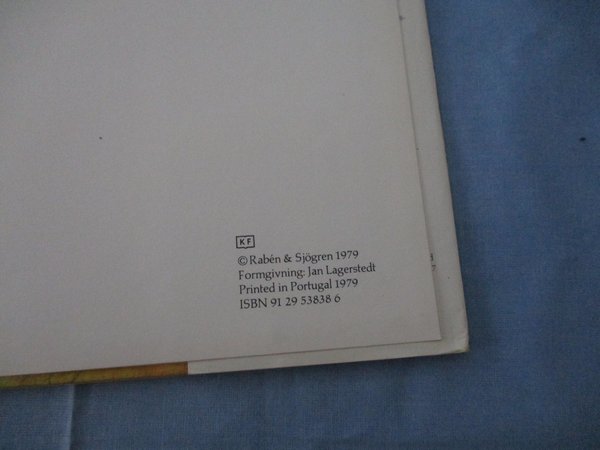 KF
© Rabén & Sjögren 1979
Formgivning: Jan Lagerstedt
Printed in Portugal 1979
ISBN 91 29 53838 6